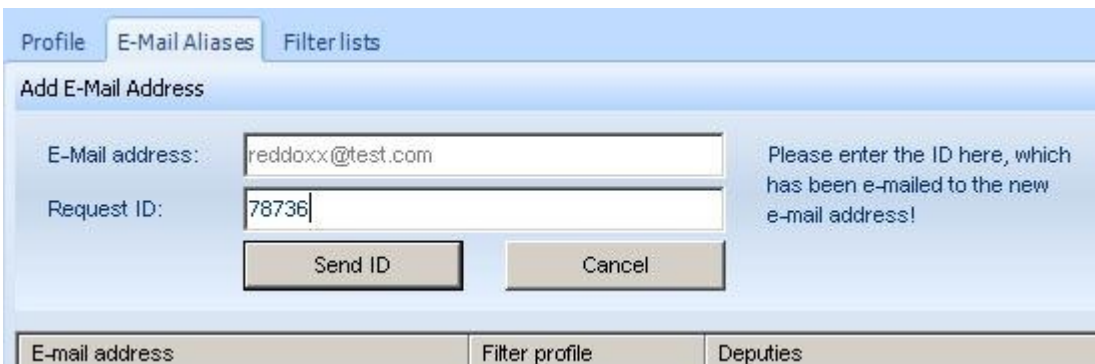 Profile E-Mail Aliases Filter lists
Add E-Mail Address
E-Mail address: reddoxx@test.com
Request ID: 78736
Send ID Cancel
Please enter the ID here, which
has been e-mailed to the new
e-mail address!
E-mail address Filter profile Deputies